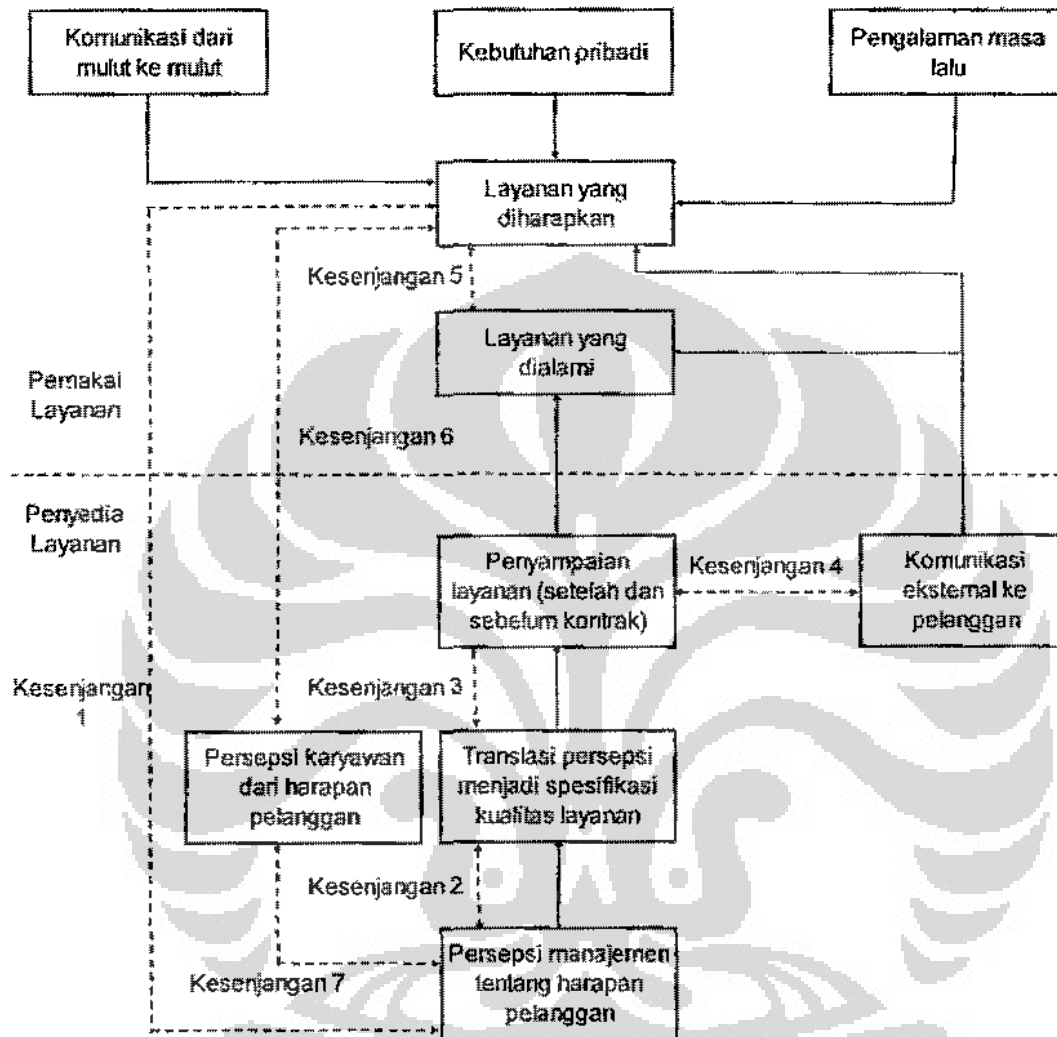 Komunikasi dari
mulut ke mulut
Kebutuhan pribadi
Pengalaman masa
lalu
Layanan yang
diharapkan
Kesenjangan 5
Layanan yang
dialami
Pemakai
Layanan
Kesenjangan 6
Penyedia
Layanan
Penyampaian
layanan (setelah dan
sebelum kontrak)
Kesenjangan 4
Komunikasi
eksternal ke
pelanggan
Kesenjangan
1
Kesenjangan 3
Persepsi karyawan
dari harapan
pelanggan
Translasi persepsi
menjadi spesifikasi
kualitas layanan
Kesenjangan 2
Kesenjangan 7
Persepsi manajemen
tentang harapan
pelanggan